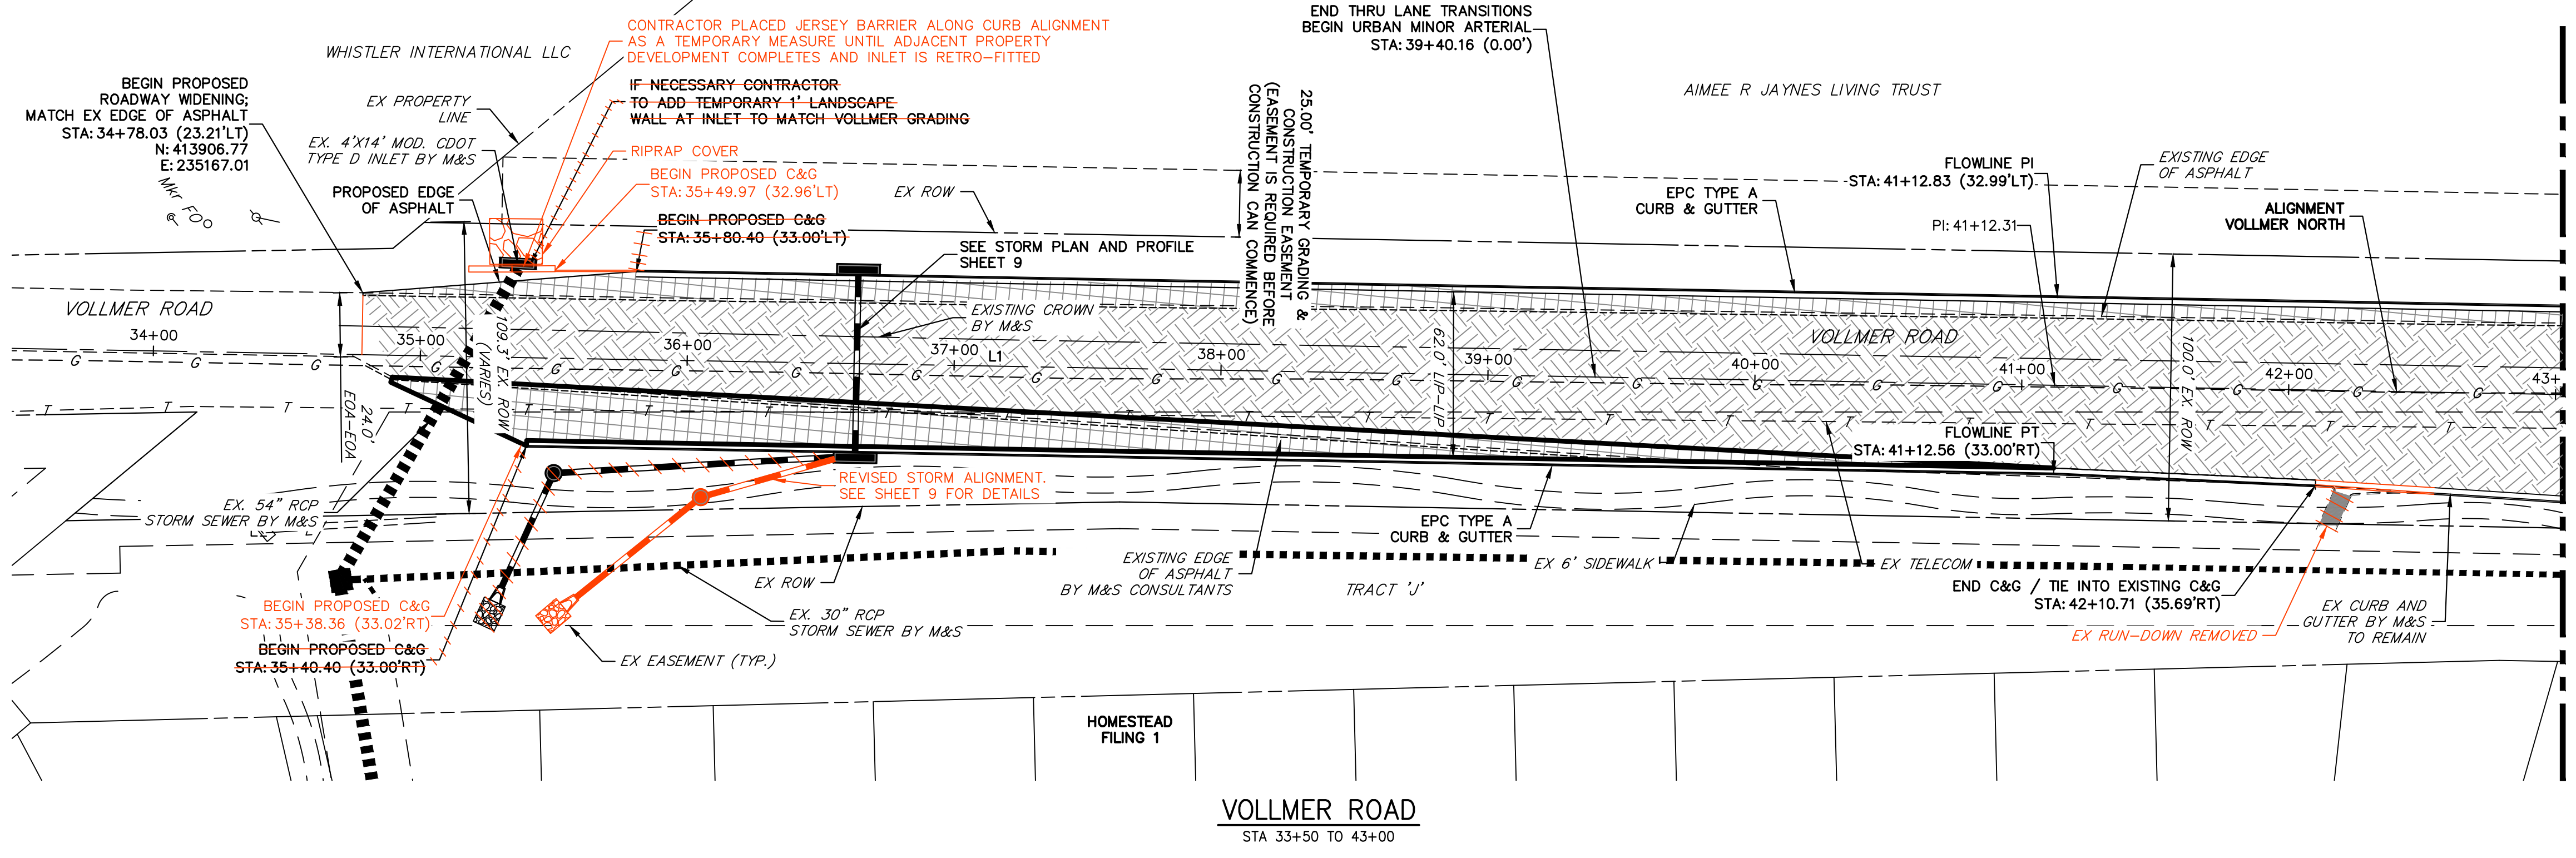 CONTRACTOR PLACED JERSEY BARRIER ALONG CURB ALIGNMENT
AS A TEMPORARY MEASURE UNTIL ADJACENT PROPERTY
DEVELOPMENT COMPLETES AND INLET IS RETRO-FITTED
WHISTLER INTERNATIONAL LLC
IF NECESSARY CONTRACTOR
TO ADD TEMPORARY 1' LANDSCAPE
WALL AT INLET TO MATCH VOLLMER GRADING
BEGIN PROPOSED
ROADWAY WIDENING;
MATCH EX EDGE OF ASPHALT
STA: 34+78.03 (23.21'LT)
N: 413906.77
E: 235167.01
EX PROPERTY
LINE
EX. 4'X14' MOD. CDOT
TYPE D INLET BY M&S
PROPOSED EDGE
OF ASPHALT
RIPRAP COVER
BEGIN PROPOSED C&G
STA: 35+49.97 (32.96'LT)
BEGIN PROPOSED C&G
STA: 35+80.40 (33.00'LT)
EX ROW
SEE STORM PLAN AND PROFILE
SHEET 9
25.00' TEMPORARY GRADING &
CONSTRUCTION EASEMENT
(EASEMENT IS REQUIRED BEFORE
CONSTRUCTION CAN COMMENCE)
END THRU LANE TRANSITIONS
BEGIN URBAN MINOR ARTERIAL
STA: 39+40.16 (0.00')
AIMEE R JAYNES LIVING TRUST
EPC TYPE A
CURB & GUTTER
FLOWLINE PI
STA: 41+12.83 (32.99'LT)
PI: 41+12.31
EXISTING EDGE
OF ASPHALT
ALIGNMENT
VOLLMER NORTH
VOLLMER ROAD
34+00
35+00
36+00
37+00
L1
38+00
39+00
40+00
41+00
42+00
43+
EXISTING CROWN
BY M&S
VOLLMER ROAD
G G G G G G G G G G G G G G G G G G G G
T T T T T T T T T T T T T T T T T T
109.3' EX. ROW
(VARIES)
24.0'
EOA-EOA
62.0' LIP-LIP
100.0' EX ROW
FLOWLINE PT
STA: 41+12.56 (33.00'RT)
REVISED STORM ALIGNMENT.
SEE SHEET 9 FOR DETAILS
EX. 54" RCP
STORM SEWER BY M&S
EX ROW
EX. 30" RCP
STORM SEWER BY M&S
EX EASEMENT (TYP.)
BEGIN PROPOSED C&G
STA: 35+38.36 (33.02'RT)
BEGIN PROPOSED C&G
STA: 35+40.40 (33.00'RT)
EPC TYPE A
CURB & GUTTER
EXISTING EDGE
OF ASPHALT
BY M&S CONSULTANTS
TRACT 'J'
EX 6' SIDEWALK
EX TELECOM
END C&G / TIE INTO EXISTING C&G
STA: 42+10.71 (35.69'RT)
EX RUN-DOWN REMOVED
EX CURB AND
GUTTER BY M&S
TO REMAIN
HOMESTEAD
FILING 1
VOLLMER ROAD
STA 33+50 TO 43+00